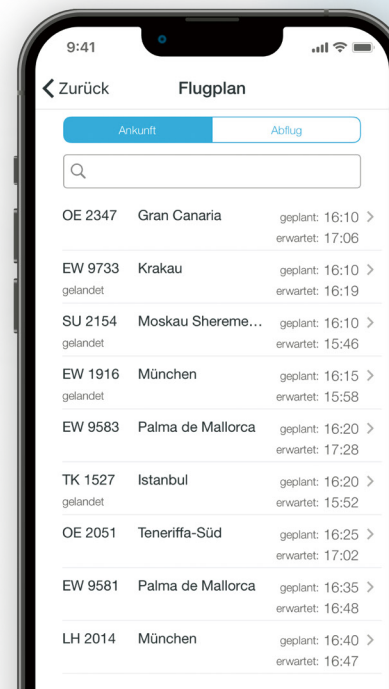 9:41
Zurück Flugplan
Ankunft Abflug
OE 2347 Gran Canaria geplant: 16:10
erwartet: 17:06
EW 9733 Krakau geplant: 16:10
gelandet erwartet: 16:19
SU 2154 Moskau Shereme... geplant: 16:10
gelandet erwartet: 15:46
EW 1916 München geplant: 16:15
gelandet erwartet: 15:58
EW 9583 Palma de Mallorca geplant: 16:20
erwartet: 17:28
TK 1527 Istanbul geplant: 16:20
gelandet erwartet: 15:52
OE 2051 Teneriffa-Süd geplant: 16:25
erwartet: 17:02
EW 9581 Palma de Mallorca geplant: 16:35
erwartet: 16:48
LH 2014 München geplant: 16:40
erwartet: 16:47